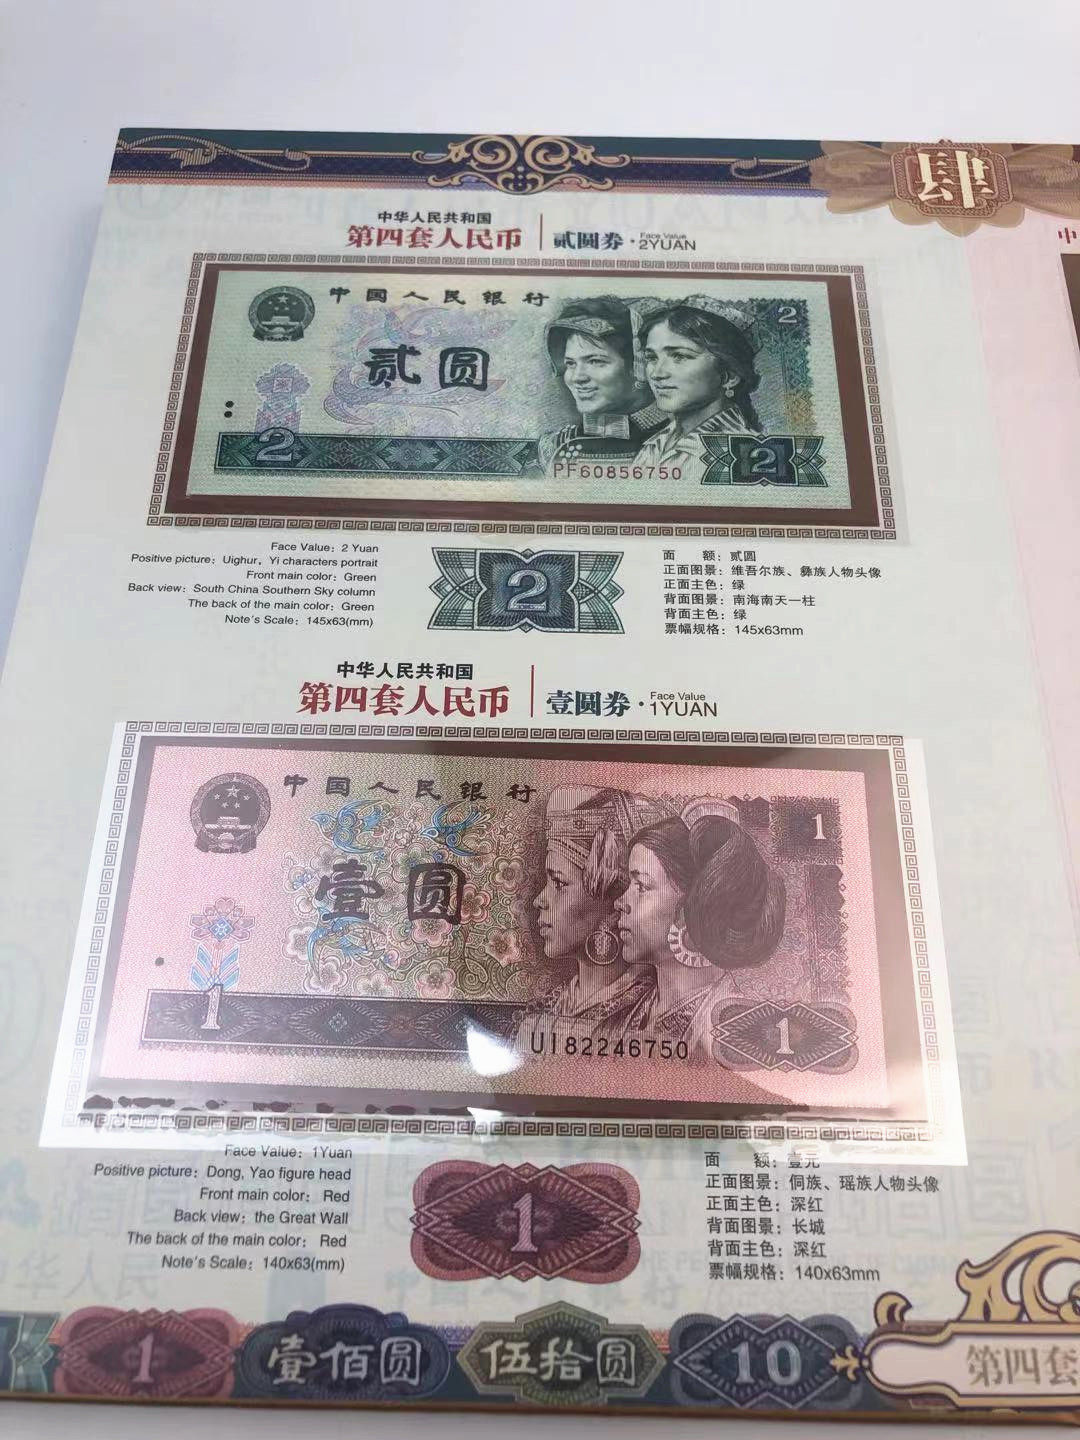 肆
中华人民共和国
第四套人民币
贰圆券·Face Value 2YUAN
中国人民银行
2
贰圆
2
PF60856750
2
Face Value: 2 Yuan
Positive picture: Uighur, Yi characters portrait
Front main color: Green
Back view: South China Southern Sky column
The back of the main color: Green
Note's Scale: 145x63(mm)
2
面 额: 贰圆
正面图景: 维吾尔族、彝族人物头像
正面主色: 绿
背面图景: 南海南天一柱
背面主色: 绿
票幅规格: 145x63mm
中华人民共和国
第四套人民币
壹圆券·Face Value 1YUAN
中国人民银行
1
壹圆
1
UI82246750
1
Face Value: 1Yuan
Positive picture: Dong, Yao figure head
Front main color: Red
Back view: the Great Wall
The back of the main color: Red
Note's Scale: 140x63(mm)
1
面 额: 壹元
正面图景: 侗族、瑶族人物头像
正面主色: 深红
背面图景: 长城
背面主色: 深红
票幅规格: 140x63mm
1
壹佰圆
伍拾圆
10
第四套